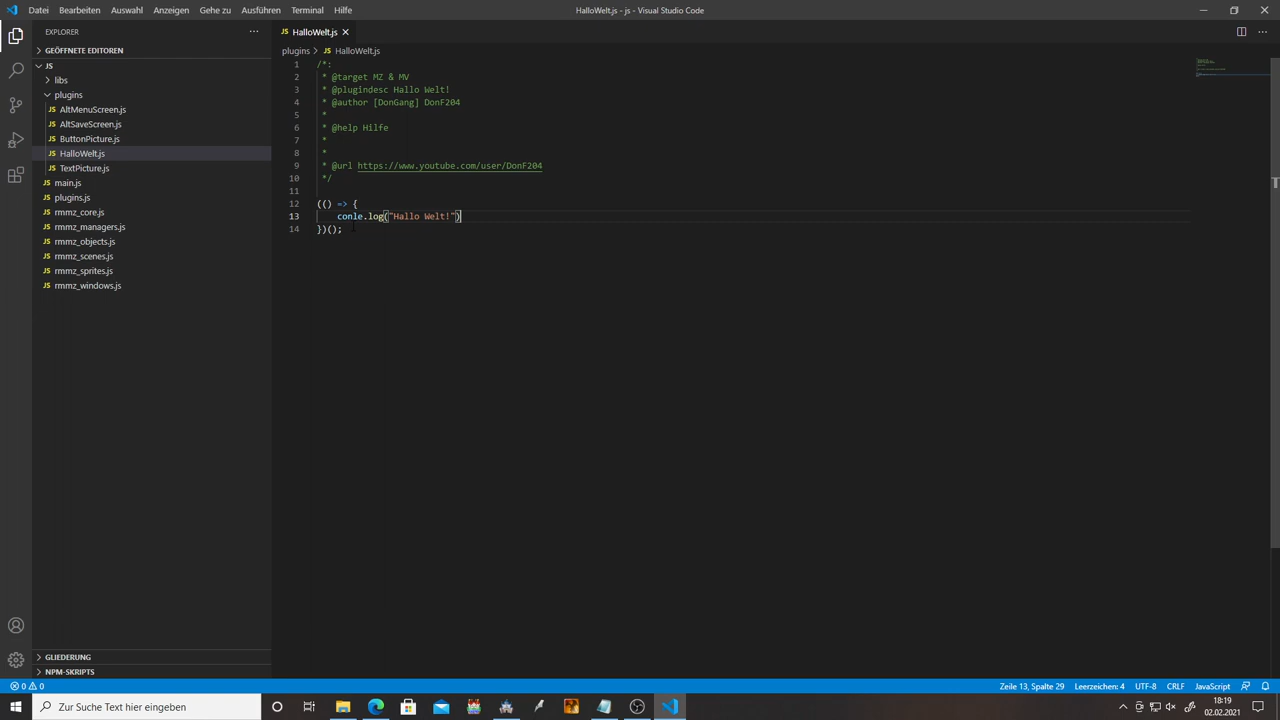 Datei Bearbeiten Auswahl Anzeigen Gehe zu Ausführen Terminal Hilfe HalloWelt.js - js - Visual Studio Code
EXPLORER ···
GEÖFFNETE EDITOREN
JS
libs
plugins
JS AltMenuScreen.js
JS AltSaveScreen.js
JS ButtonPicture.js
JS HalloWelt.js
JS TextPicture.js
JS main.js
JS plugins.js
JS rmmz_core.js
JS rmmz_managers.js
JS rmmz_objects.js
JS rmmz_scenes.js
JS rmmz_sprites.js
JS rmmz_windows.js
GLIEDERUNG
NPM-SKRIPTS
JS HalloWelt.js
plugins > JS HalloWelt.js
1 /*:
2 * @target MZ & MV
3 * @plugindesc Hallo Welt!
4 * @author [DonGang] DonF204
5 *
6 * @help Hilfe
7 *
8 *
9 * @url https://www.youtube.com/user/DonF204
10 */
11
12 (() => {
13 conle.log("Hallo Welt!")
14 })();
0 0 Zeile 13, Spalte 29 Leerzeichen: 4 UTF-8 CRLF JavaScript
Zur Suche Text hier eingeben
18:19
02.02.2021